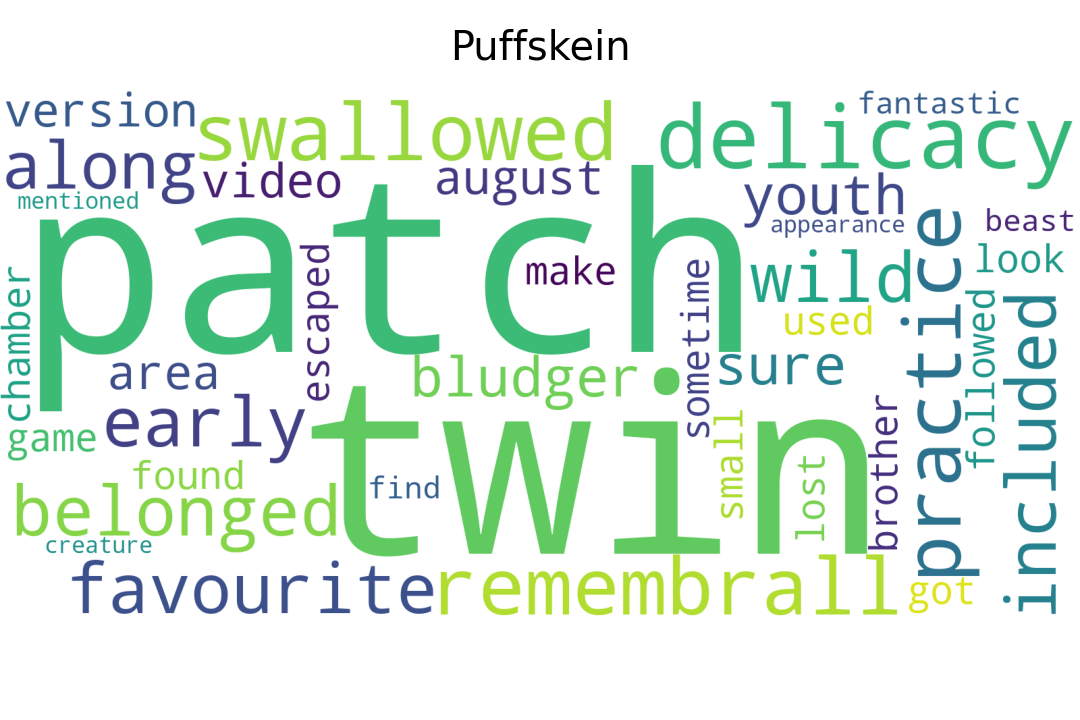 Puffskein
version
swallowed
delicacy
fantastic
along
video
august
youth
mentioned
appearance
beast
patch
make
wild
look
escaped
sometime
used
practice
followed
included
chamber
area
bludger
sure
early
twin
game
found
find
small
lost
brother
belonged
creature
favourite
remembrall
got